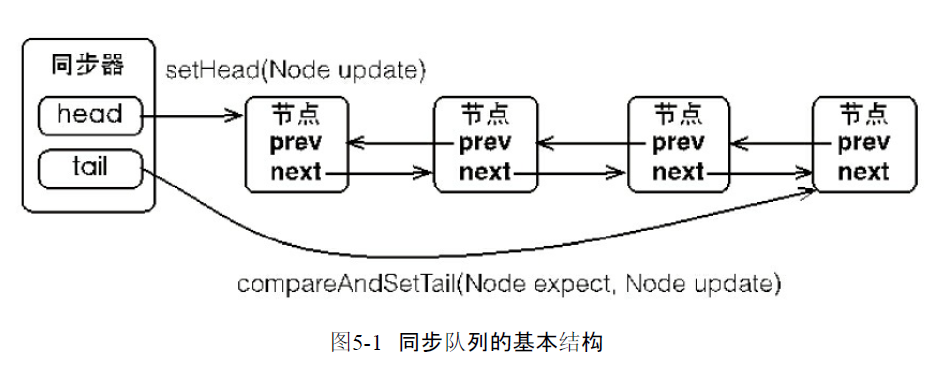 同步器
head
tail
setHead(Node update)
节点
prev
next
节点
prev
next
节点
prev
next
节点
prev
next
compareAndSetTail(Node expect, Node update)
图5-1 同步队列的基本结构